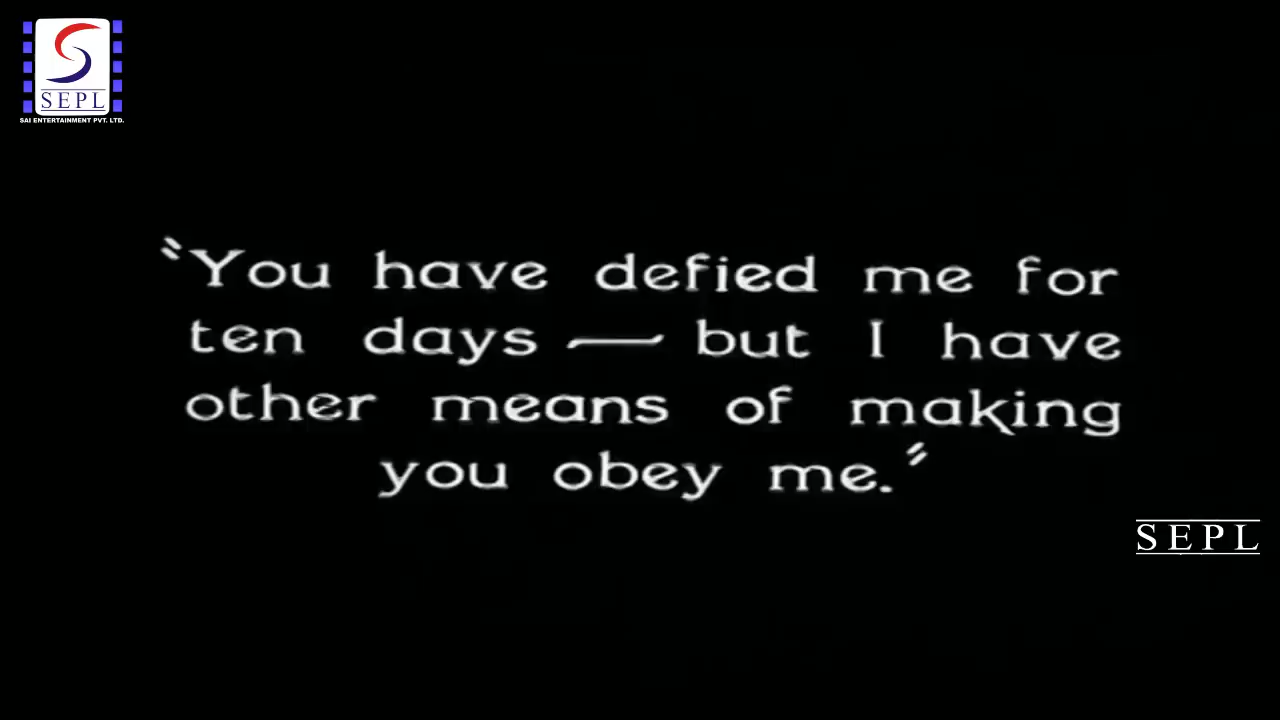 SEPL
SAI ENTERTAINMENT PVT. LTD.
"You have defied me for
ten days — but I have
other means of making
you obey me."
SEPL